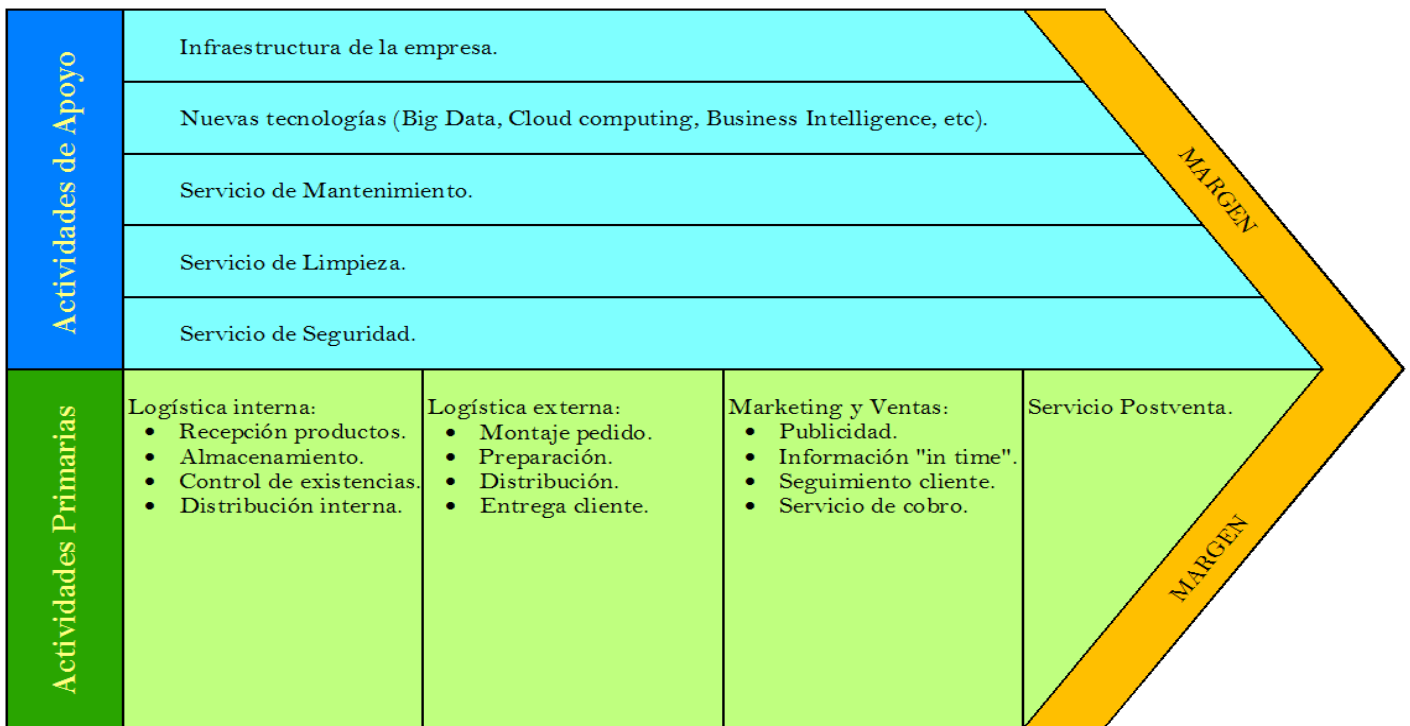 Actividades de Apoyo
Infraestructura de la empresa.
Nuevas tecnologías (Big Data, Cloud computing, Business Intelligence, etc).
Servicio de Mantenimiento.
Servicio de Limpieza.
Servicio de Seguridad.
MARGEN
Actividades Primarias
Logística interna:
• Recepción productos.
• Almacenamiento.
• Control de existencias.
• Distribución interna.
Logística externa:
• Montaje pedido.
• Preparación.
• Distribución.
• Entrega cliente.
Marketing y Ventas:
• Publicidad.
• Información "in time".
• Seguimiento cliente.
• Servicio de cobro.
Servicio Postventa.
MARGEN